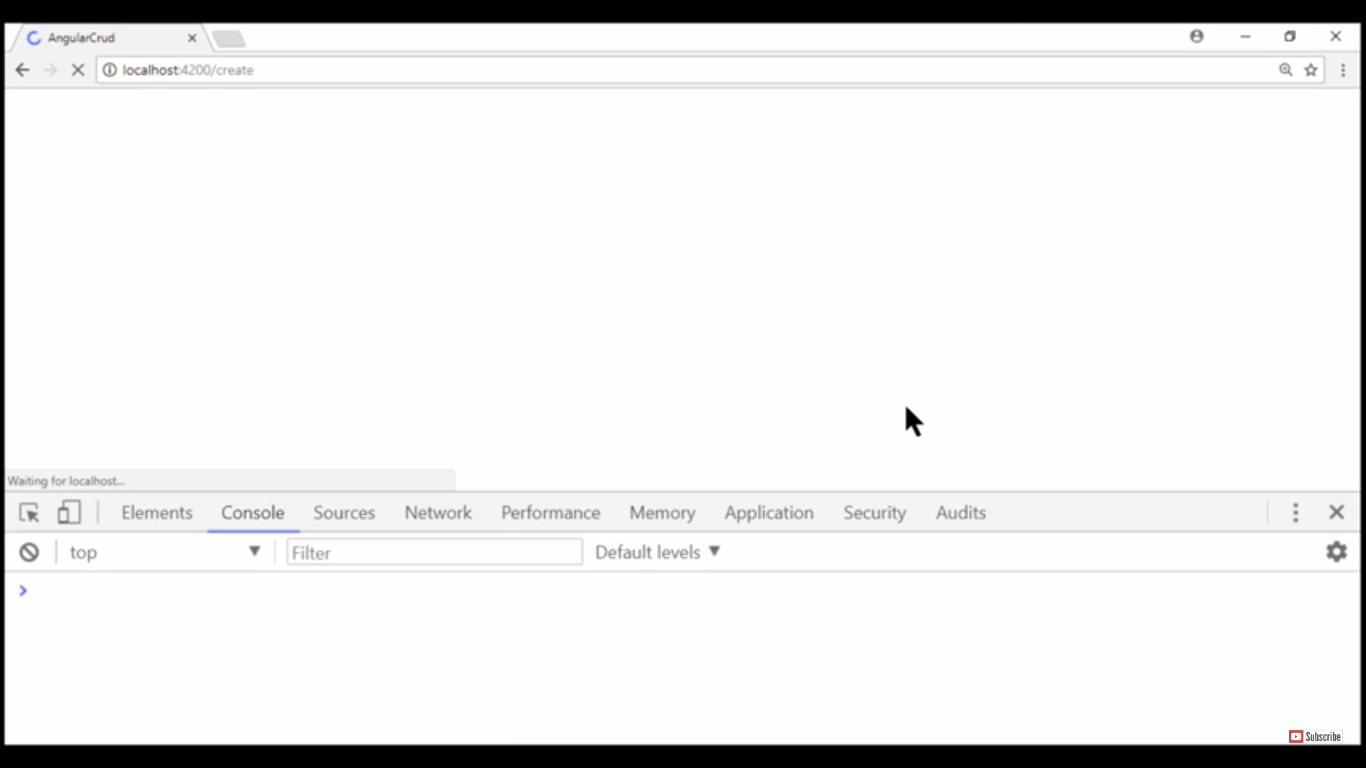 AngularCrud
localhost:4200/create
Waiting for localhost...
Elements Console Sources Network Performance Memory Application Security Audits
top Filter Default levels
Subscribe